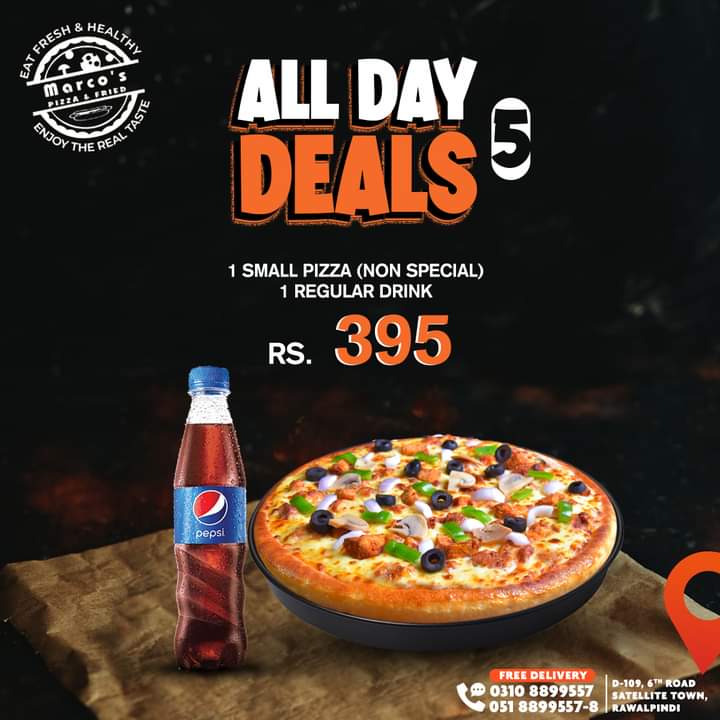 EAT FRESH & HEALTHY
Marco's
PIZZA & FRIED
ENJOY THE REAL TASTE
ALL DAY
DEALS 5
1 SMALL PIZZA (NON SPECIAL)
1 REGULAR DRINK
RS. 395
pepsi
FREE DELIVERY
0310 8899557
051 8899557-8
D-109, 6TH ROAD
SATELLITE TOWN,
RAWALPINDI